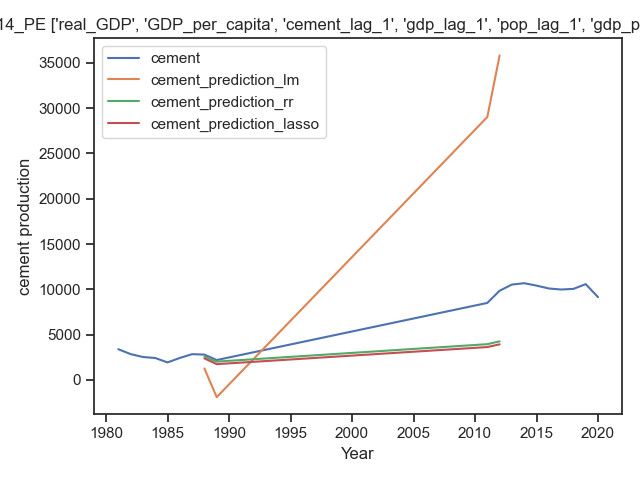 14_PE ['real_GDP', 'GDP_per_capita', 'cement_lag_1', 'gdp_lag_1', 'pop_lag_1', 'gdp_p
cement
cement_prediction_lm
cement_prediction_rr
cement_prediction_lasso
35000
30000
25000
20000
15000
10000
5000
0
cement production
1980 1985 1990 1995 2000 2005 2010 2015 2020
Year